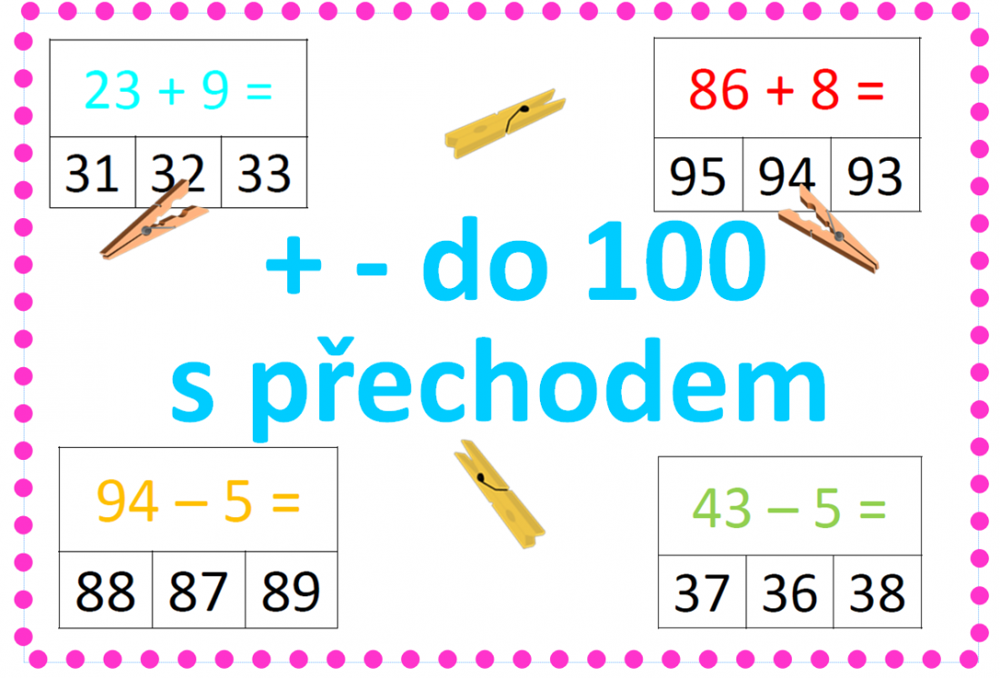 23 + 9 =
31 32 33
86 + 8 =
95 94 93
+ - do 100
s přechodem
94 – 5 =
88 87 89
43 – 5 =
37 36 38